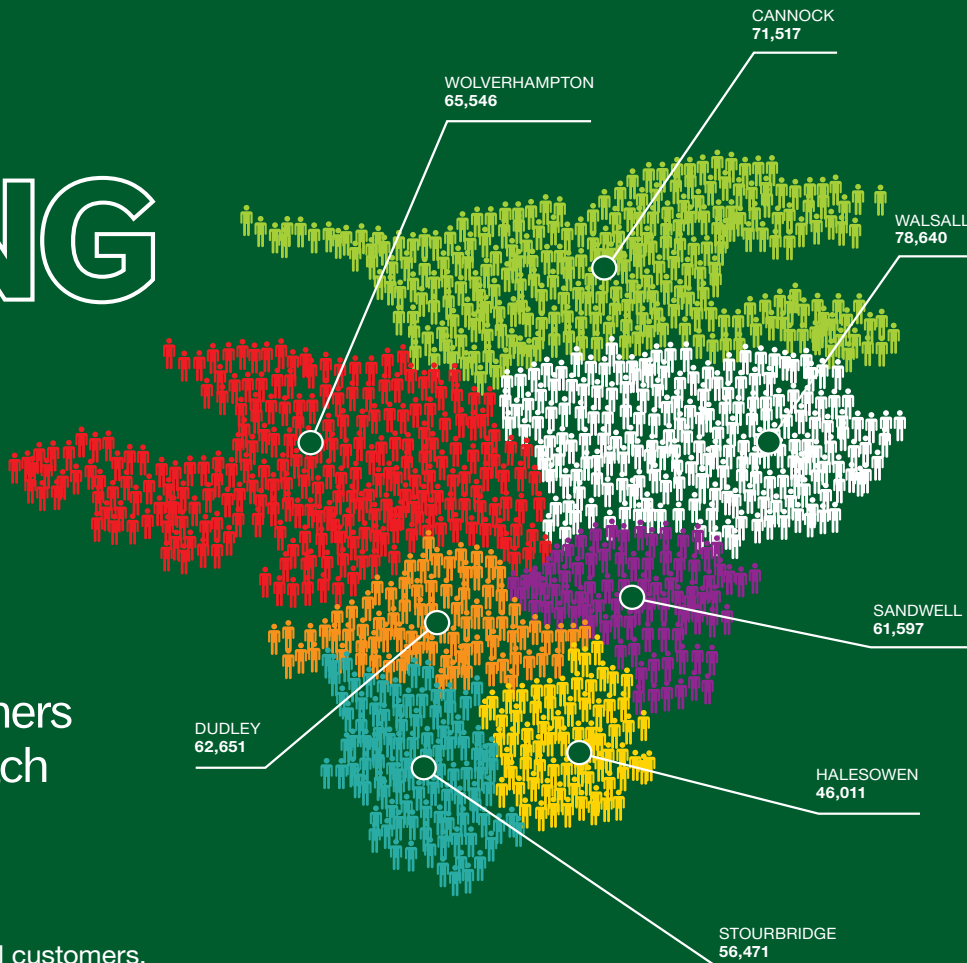 CANNOCK
71,517
WOLVERHAMPTON
65,546
NG
WALSALL
78,640
SANDWELL
61,597
ners
ch
DUDLEY
62,651
HALESOWEN
46,011
STOURBRIDGE
56,471
customers.